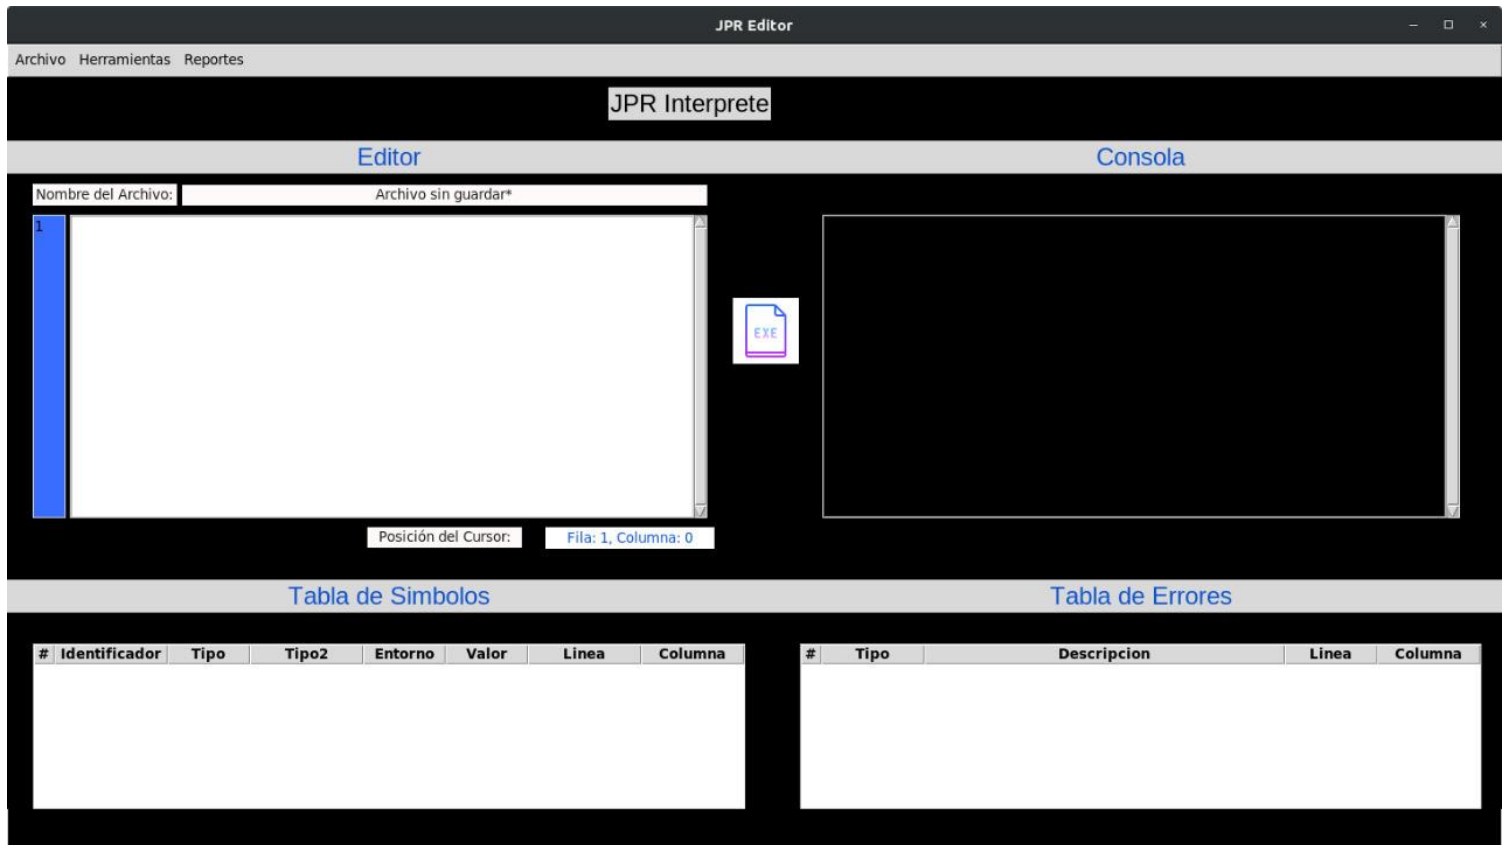 JPR Editor
Archivo Herramientas Reportes
JPR Interprete
Editor
Consola
Nombre del Archivo:
Archivo sin guardar*
1
EXE
Posición del Cursor:
Fila: 1, Columna: 0
Tabla de Simbolos
Tabla de Errores
# Identificador Tipo Tipo2 Entorno Valor Linea Columna
# Tipo Descripcion Linea Columna